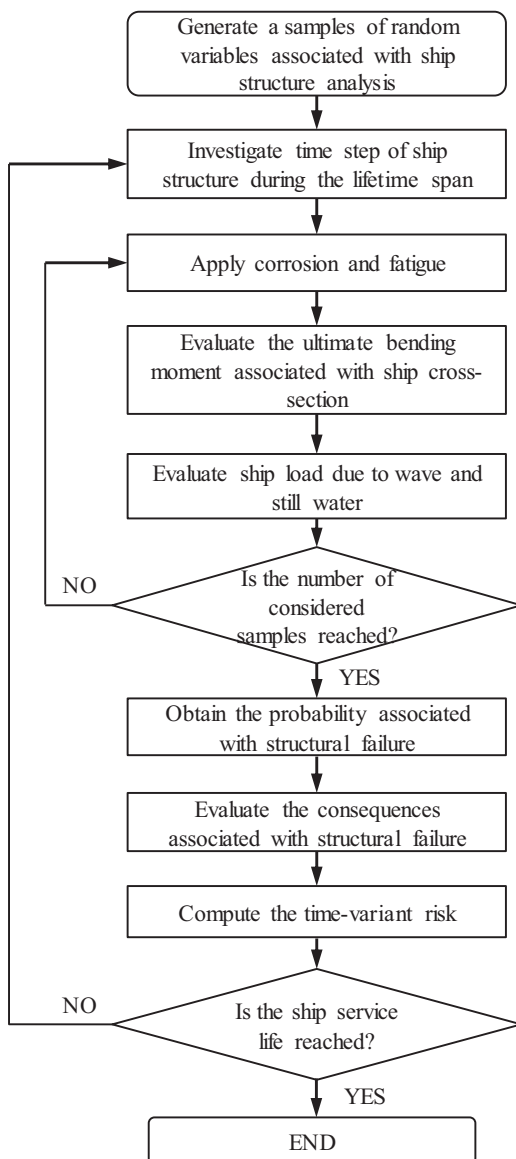 Generate a samples of random
variables associated with ship
structure analysis
Investigate time step of ship
structure during the lifetime span
Apply corrosion and fatigue
Evaluate the ultimate bending
moment associated with ship cross-
section
Evaluate ship load due to wave and
still water
NO
Is the number of
considered
samples reached?
YES
Obtain the probability associated
with structural failure
Evaluate the consequences
associated with structural failure
Compute the time-variant risk
NO
Is the ship service
life reached?
YES
END